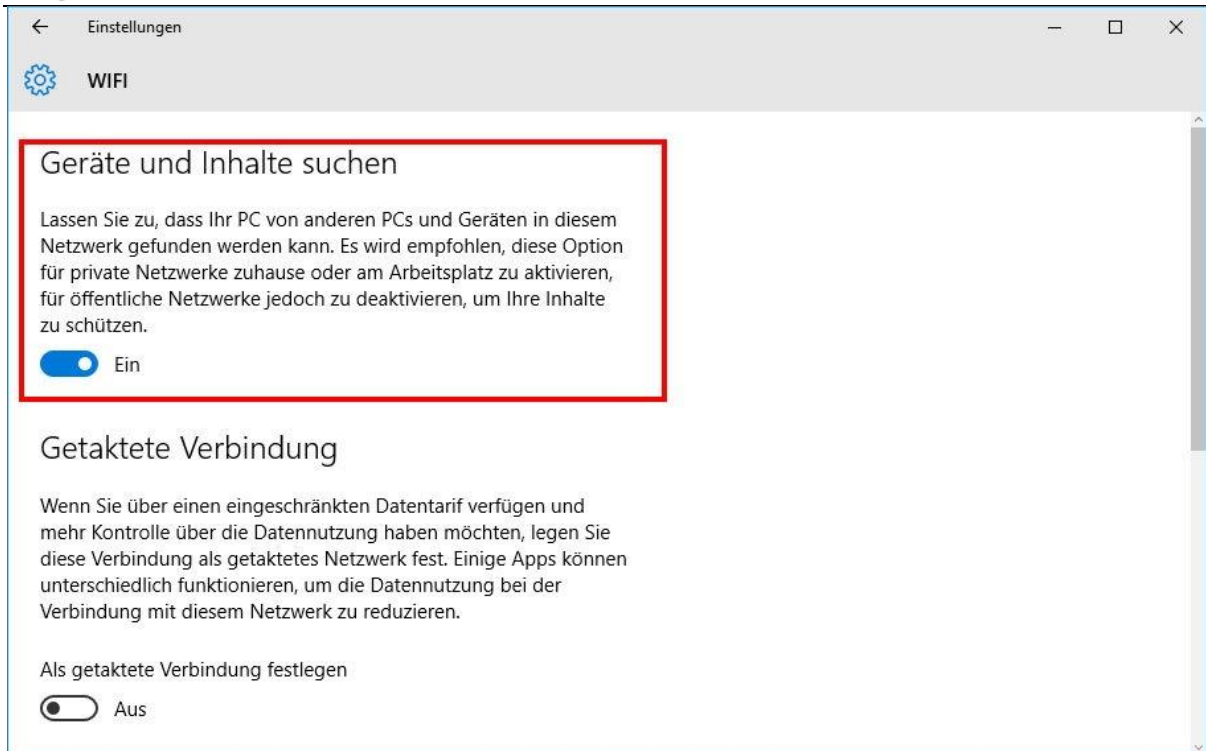 Einstellungen
WIFI
Geräte und Inhalte suchen
Lassen Sie zu, dass Ihr PC von anderen PCs und Geräten in diesem
Netzwerk gefunden werden kann. Es wird empfohlen, diese Option
für private Netzwerke zuhause oder am Arbeitsplatz zu aktivieren,
für öffentliche Netzwerke jedoch zu deaktivieren, um Ihre Inhalte
zu schützen.
Ein
Getaktete Verbindung
Wenn Sie über einen eingeschränkten Datentarif verfügen und
mehr Kontrolle über die Datennutzung haben möchten, legen Sie
diese Verbindung als getaktetes Netzwerk fest. Einige Apps können
unterschiedlich funktionieren, um die Datennutzung bei der
Verbindung mit diesem Netzwerk zu reduzieren.
Als getaktete Verbindung festlegen
Aus